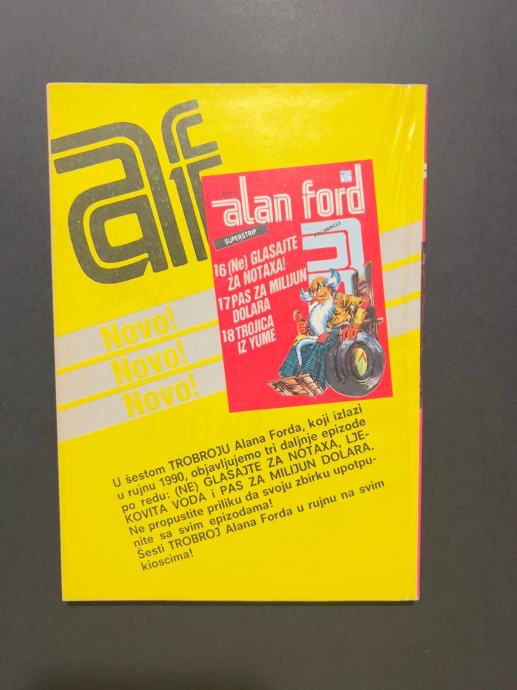 af
alan ford
SUPERSTRIP
TROBROJ
16 (Ne) GLASAJTE
ZA NOTAXA!
17 PAS ZA MILIJUN
DOLARA
18 TROJICA
IZ YUME
Novo!
Novo!
Novo!
U šestom TROBROJU Alana Forda, koji izlazi
u rujnu 1990, objavljujemo tri daljnje epizode
po redu: (NE) GLASAJTE ZA NOTAXA, LJE-
KOVITA VODA i PAS ZA MILIJUN DOLARA.
Ne propustite priliku da svoju zbirku upotpu-
nite sa svim epizodama!
Šesti TROBROJ Alana Forda u rujnu na svim
kioscima!